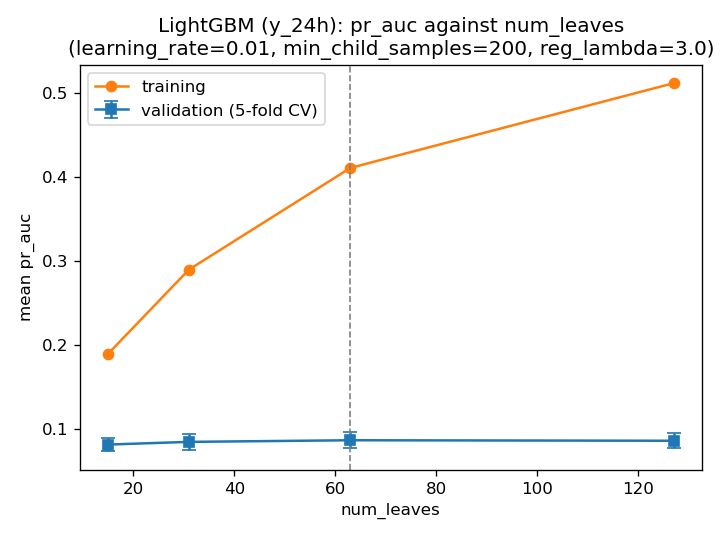 LightGBM (y_24h): pr_auc against num_leaves
(learning_rate=0.01, min_child_samples=200, reg_lambda=3.0)
training
validation (5-fold CV)
0.5
0.4
0.3
0.2
0.1
mean pr_auc
20
40
60
80
100
120
num_leaves